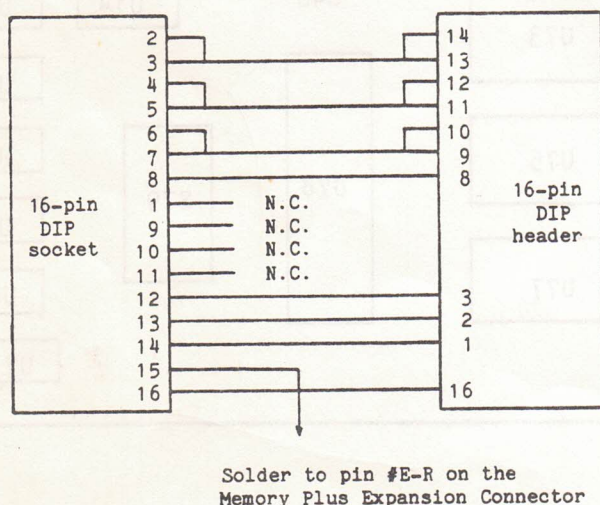 2
3
4
5
6
7
8
1
9
10
11
12
13
14
15
16
16-pin
DIP
socket
N.C.
N.C.
N.C.
N.C.
14
13
12
11
10
9
8
3
2
1
16
16-pin
DIP
header
Solder to pin #E-R on the
Memory Plus Expansion Connector